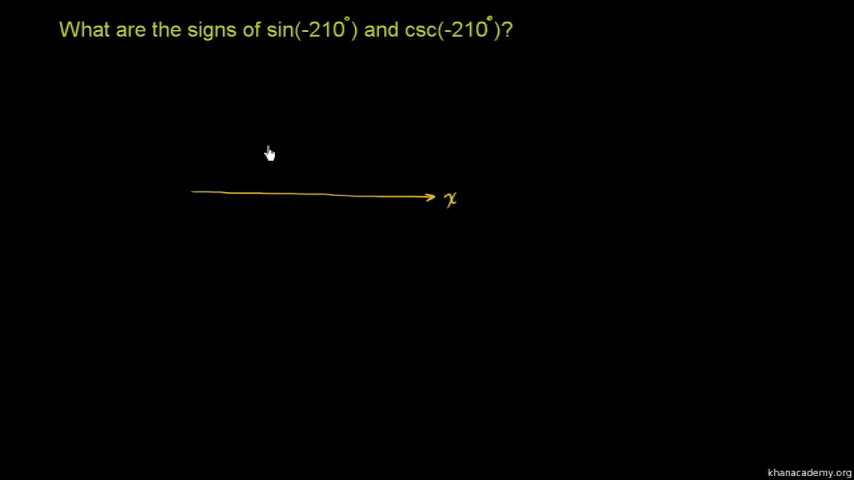 What are the signs of sin(-210°) and csc(-210°)?
x
khanacademy.org